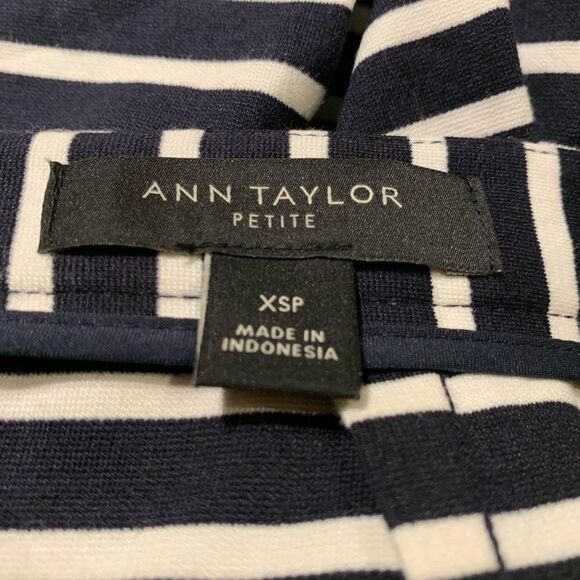 ANN TAYLOR
PETITE
XSP
MADE IN
INDONESIA